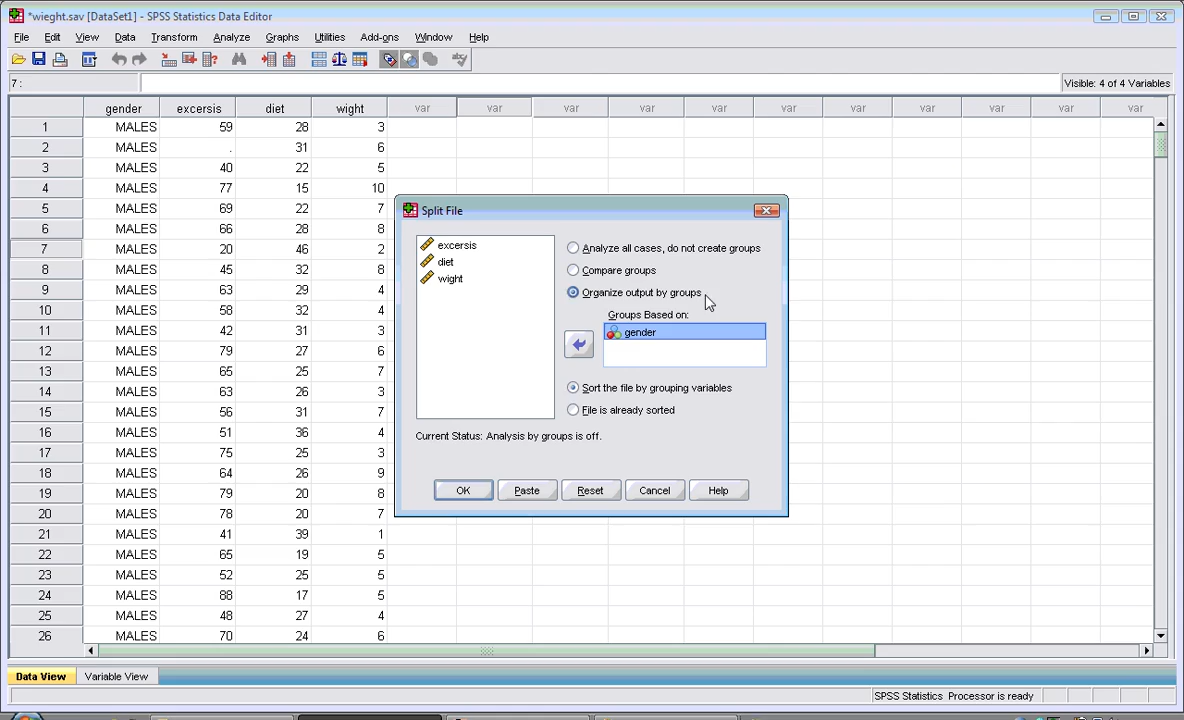 *wieght.sav [DataSet1] - SPSS Statistics Data Editor
File Edit View Data Transform Analyze Graphs Utilities Add-ons Window Help
7 : Visible: 4 of 4 Variables
gender excersis diet wight var var var var var var var var var var
1 MALES 59 28 3
2 MALES . 31 6
3 MALES 40 22 5
4 MALES 77 15 10
5 MALES 69 22 7
6 MALES 66 28 8
7 MALES 20 46 2
8 MALES 45 32 8
9 MALES 63 29 4
10 MALES 58 32 4
11 MALES 42 31 3
12 MALES 79 27 6
13 MALES 65 25 7
14 MALES 63 26 3
15 MALES 56 31 7
16 MALES 51 36 4
17 MALES 75 25 3
18 MALES 64 26 9
19 MALES 79 20 8
20 MALES 78 20 7
21 MALES 41 39 1
22 MALES 65 19 5
23 MALES 52 25 5
24 MALES 88 17 5
25 MALES 48 27 4
26 MALES 70 24 6
Split File
excersis
diet
wight
Analyze all cases, do not create groups
Compare groups
Organize output by groups
Groups Based on:
gender
Sort the file by grouping variables
File is already sorted
Current Status: Analysis by groups is off.
OK Paste Reset Cancel Help
Data View Variable View
SPSS Statistics Processor is ready